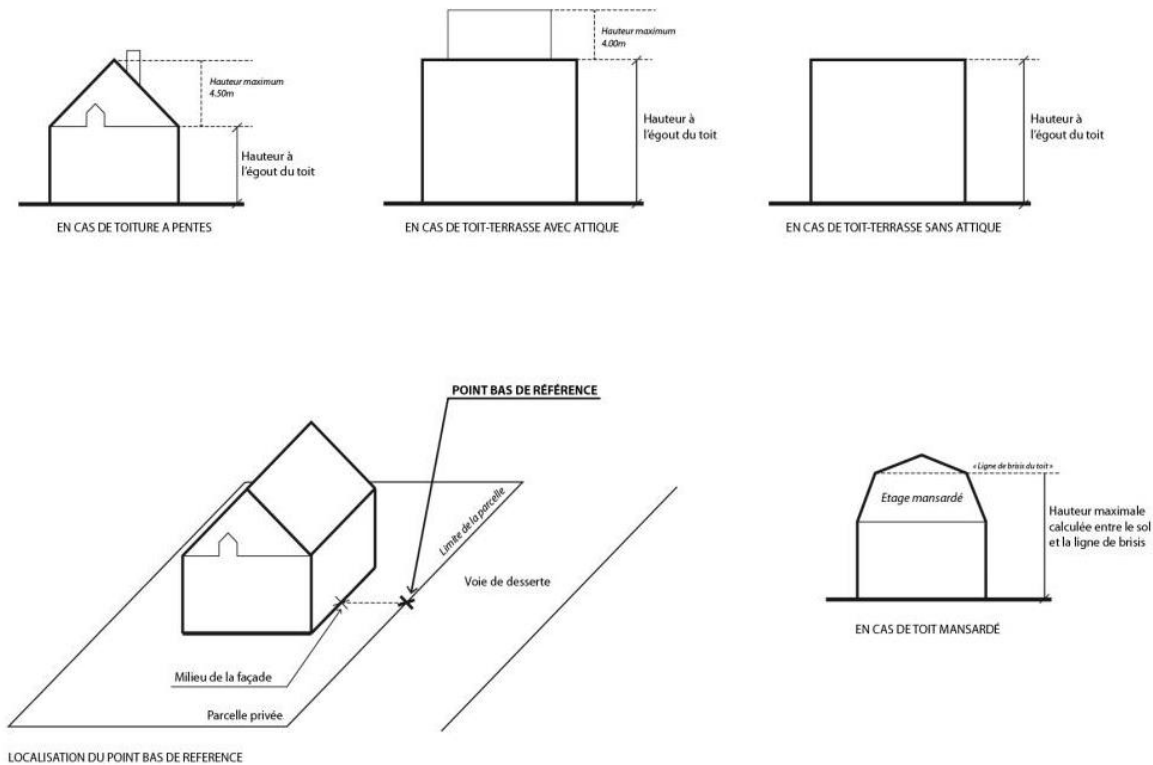 Hauteur maximum
4.50m
Hauteur à
l'égout du toit
EN CAS DE TOITURE A PENTES
Hauteur maximum
4.00m
Hauteur à
l'égout du toit
EN CAS DE TOIT-TERRASSE AVEC ATTIQUE
Hauteur à
l'égout du toit
EN CAS DE TOIT-TERRASSE SANS ATTIQUE
POINT BAS DE RÉFÉRENCE
Limite de la parcelle
Voie de desserte
Milieu de la façade
Parcelle privée
LOCALISATION DU POINT BAS DE REFERENCE
« Ligne de brisis du toit »
Etage mansardé
Hauteur maximale
calculée entre le sol
et la ligne de brisis
EN CAS DE TOIT MANSARDÉ